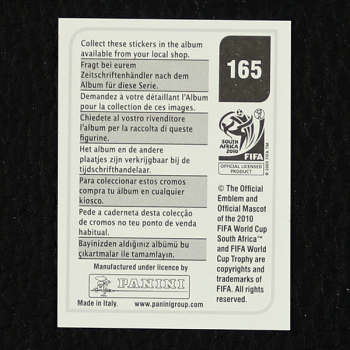 Collect these stickers in the album
available from your local shop.
Fragt bei eurem
Zeitschriftenhändler nach dem
Album für diese Serie.
Demandez à votre détaillant l'Album
pour la collection de ces images.
Chiedete al vostro rivenditore
l'album per la raccolta di queste
figurine.
Het album en de andere
plaatjes zijn verkrijgbaar bij de
tijdschrifthandelaar.
Para coleccionar estos cromos
compra tu álbum en cualquier
kiosco.
Pede a caderneta desta colecção
de cromos no teu ponto de venda
habitual.
Bayinizden aldığınız albümü bu
çıkartmalar ile tamamlayın.
Manufactured under licence by
PANINI
Made in Italy. www.paninigroup.com
165
SOUTH AFRICA
2010
FIFA
OFFICIAL LICENSED
PRODUCT
© 2005 FIFA TM
© The Official
Emblem and
Official Mascot
of the 2010
FIFA World Cup
South Africa™
and FIFA World
Cup Trophy are
copyrights and
trademarks of
FIFA. All rights
reserved.